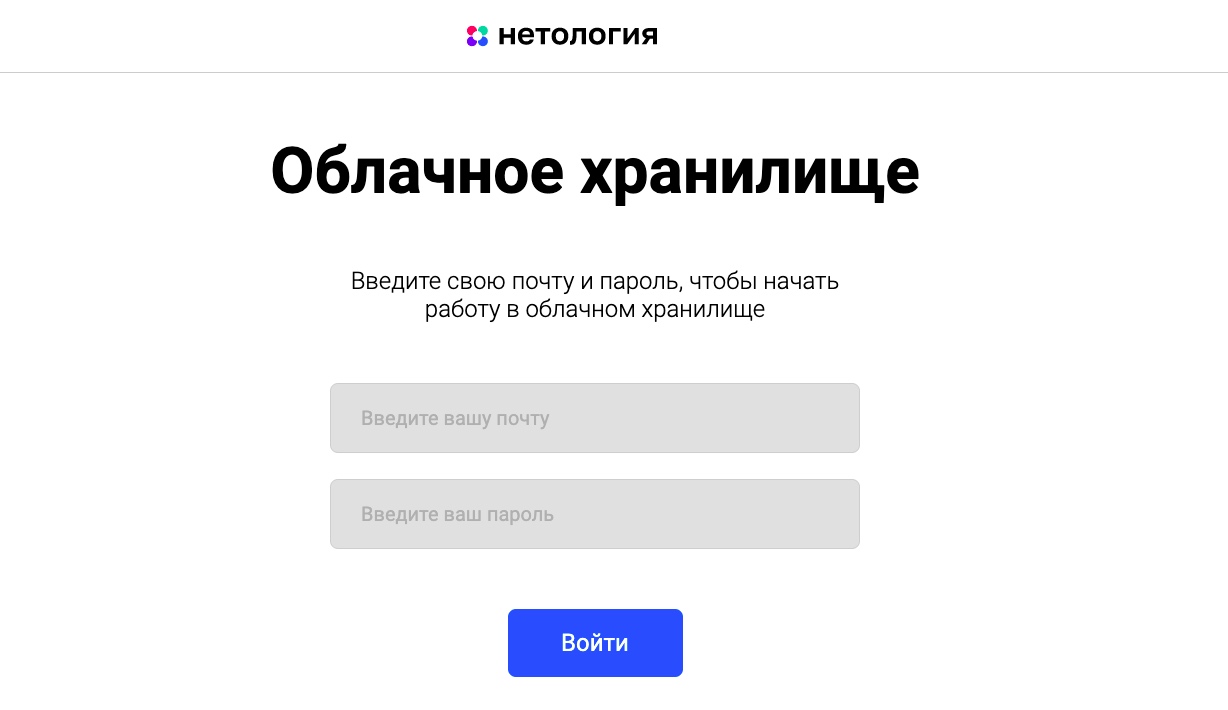 нетология
Облачное хранилище
Введите свою почту и пароль, чтобы начать
работу в облачном хранилище
Введите вашу почту
Введите ваш пароль
Войти